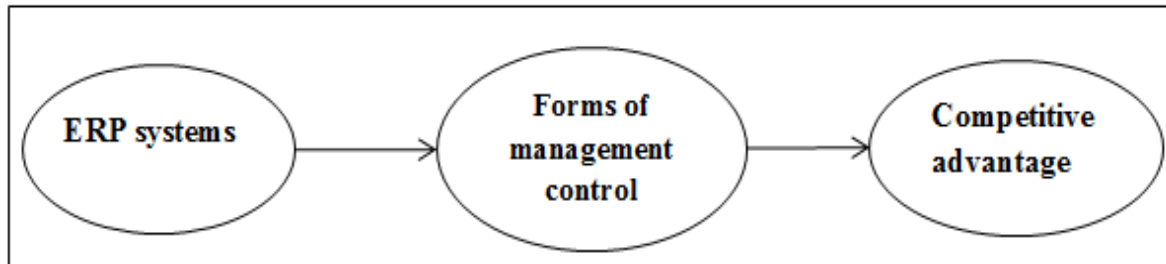 ERP systems
Forms of
management
control
Competitive
advantage